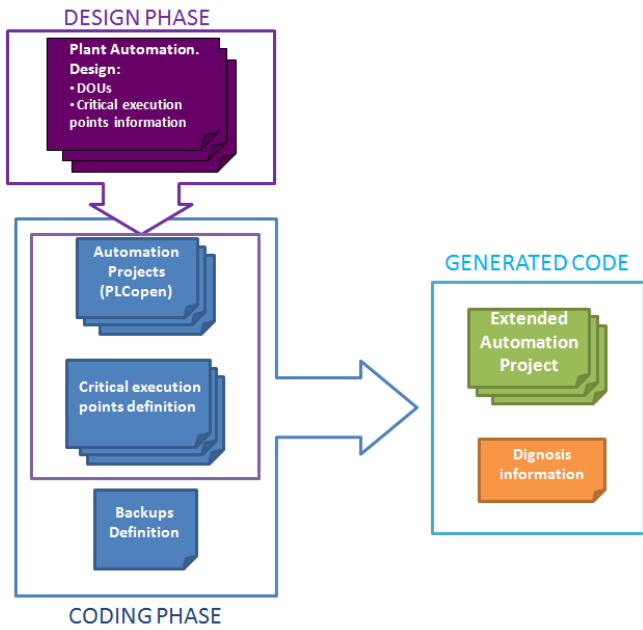 DESIGN PHASE
Plant Automation.
Design:
• DOUs
• Critical execution
points information
Automation
Projects
(PLCopen)
Critical execution
points definition
Backups
Definition
CODING PHASE
GENERATED CODE
Extended
Automation
Project
Dignosis
information